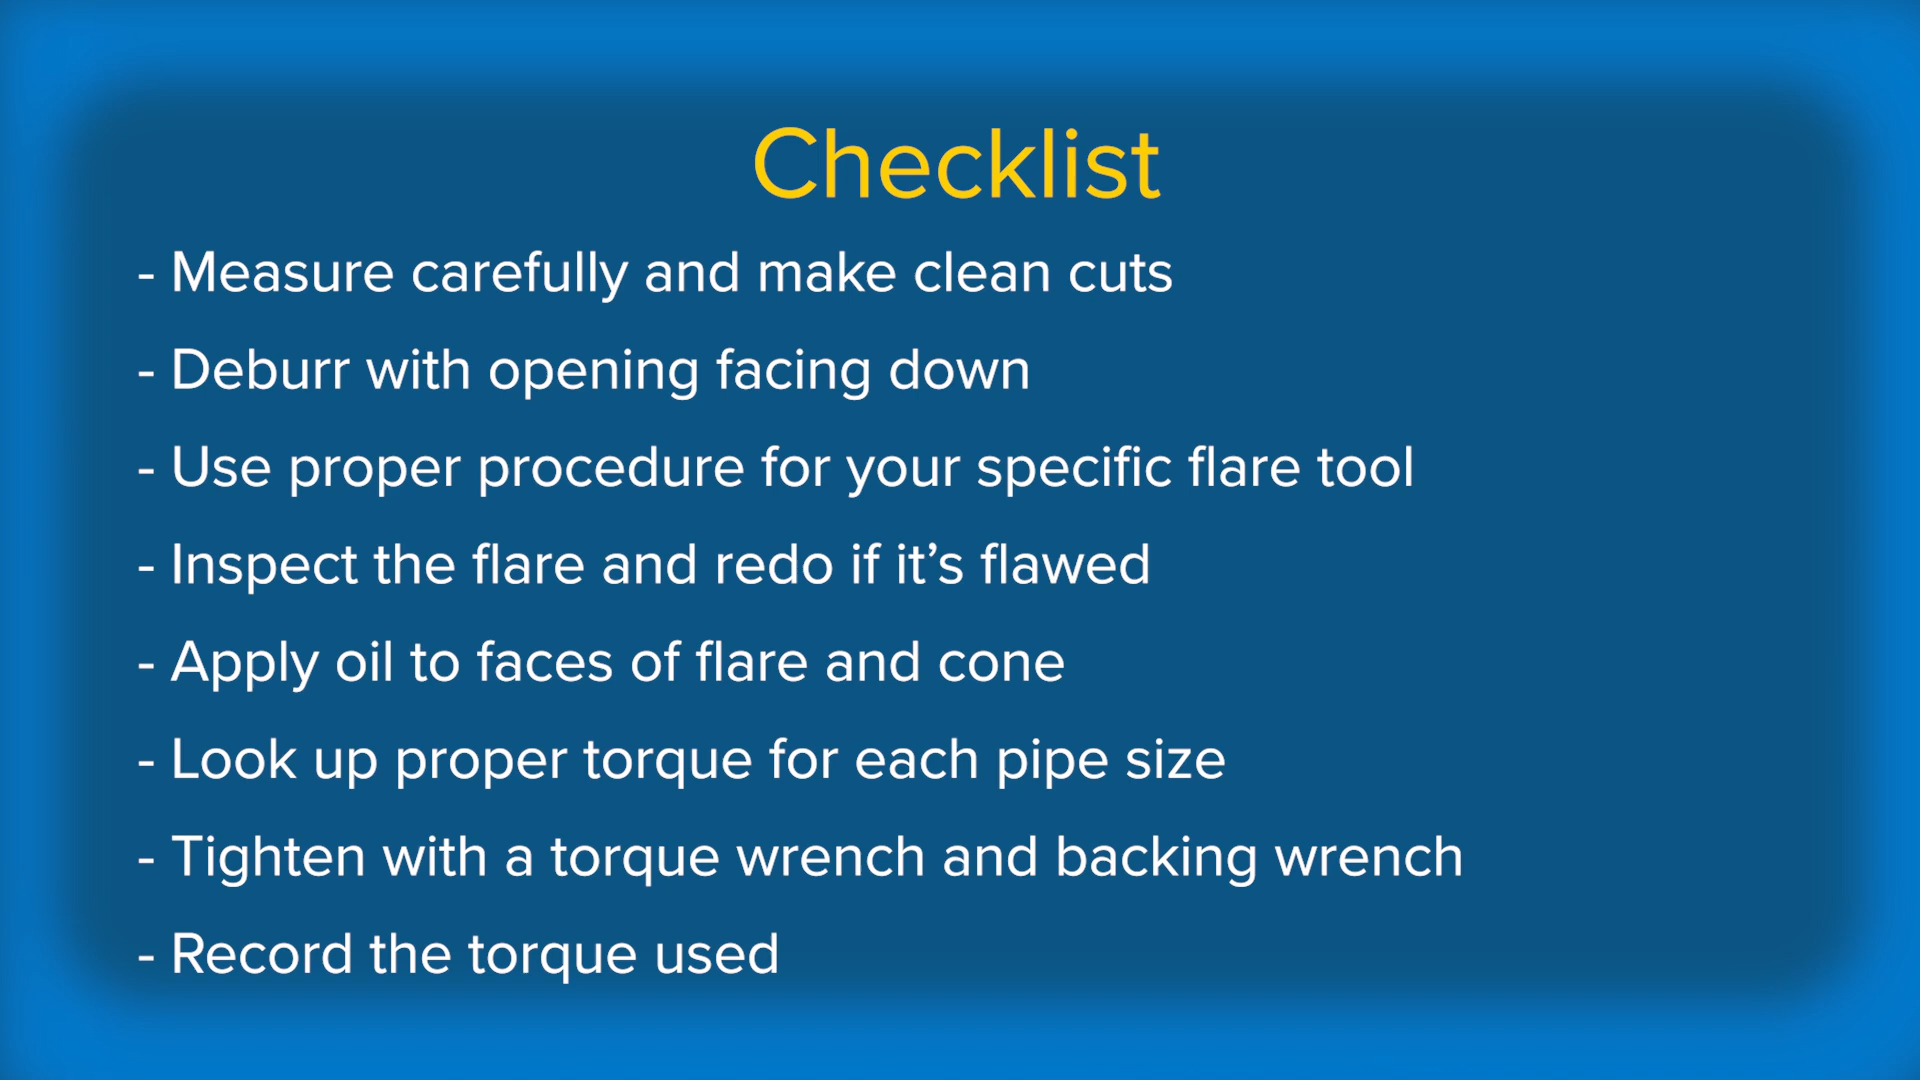 Checklist
- Measure carefully and make clean cuts
- Deburr with opening facing down
- Use proper procedure for your specific flare tool
- Inspect the flare and redo if it’s flawed
- Apply oil to faces of flare and cone
- Look up proper torque for each pipe size
- Tighten with a torque wrench and backing wrench
- Record the torque used